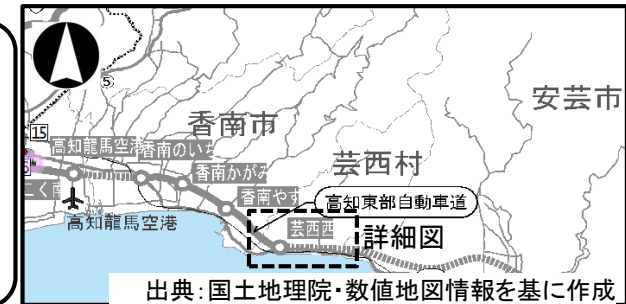 5
安芸市
香南市
15
高知龍馬空港
香南のいち
香南かがみ
芸西村
香南やす
高知東部自動車道
高知龍馬空港
芸西西
詳細図
出典:国土地理院・数値地図情報を基に作成